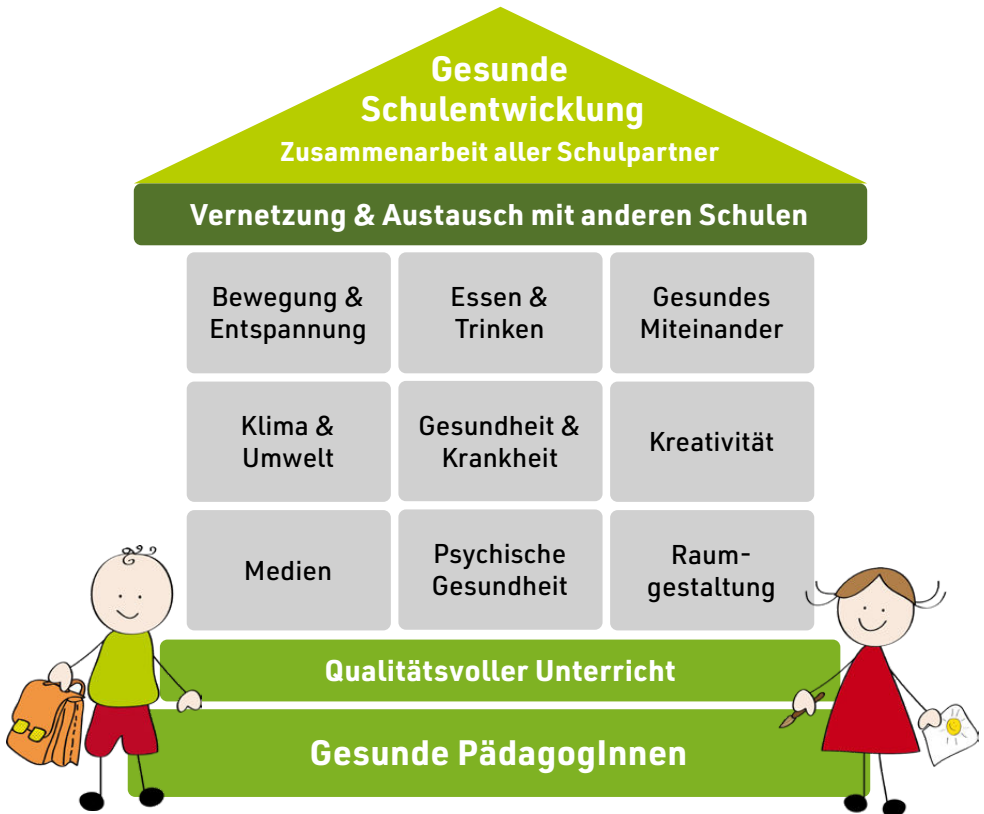 Gesunde
Schulentwicklung
Zusammenarbeit aller Schulpartner
Vernetzung & Austausch mit anderen Schulen
Bewegung &
Entspannung
Essen &
Trinken
Gesundes
Miteinander
Klima &
Umwelt
Gesundheit &
Krankheit
Kreativität
Medien
Psychische
Gesundheit
Raum-
gestaltung
Qualitätsvoller Unterricht
Gesunde PädagogInnen